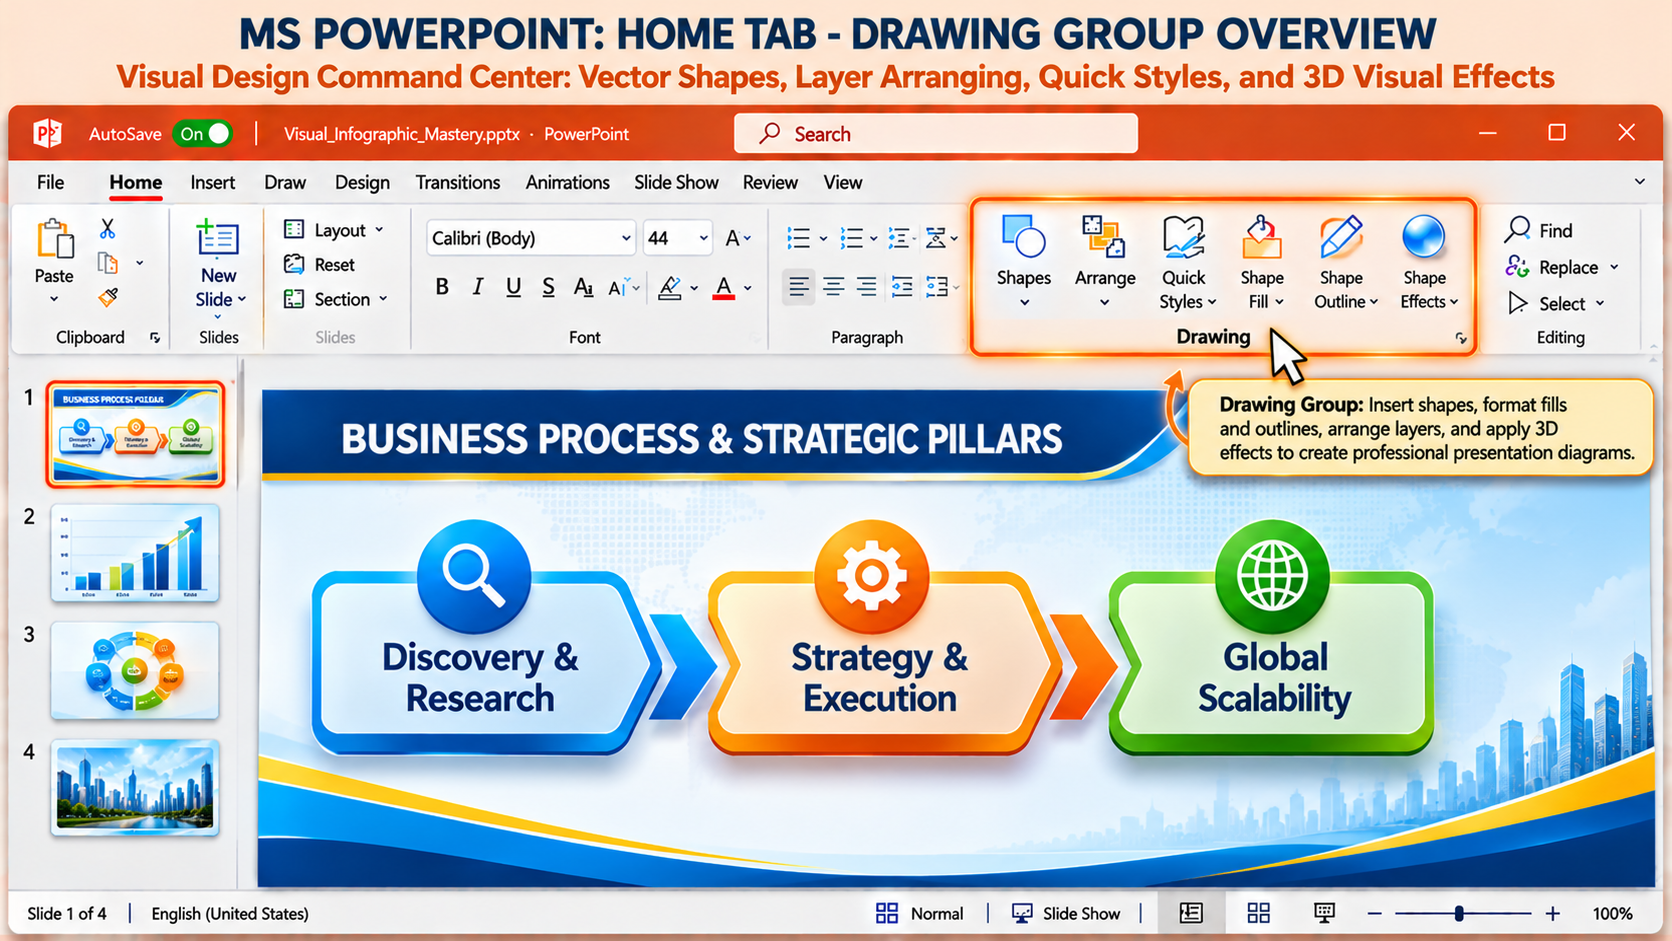 MS POWERPOINT: HOME TAB - DRAWING GROUP OVERVIEW
Visual Design Command Center: Vector Shapes, Layer Arranging, Quick Styles, and 3D Visual Effects
AutoSave On Visual_Infographic_Mastery.pptx · PowerPoint Search
File Home Insert Draw Design Transitions Animations Slide Show Review View
Paste
Clipboard
New
Slide
Slides
Layout
Reset
Section
Slides
Calibri (Body) 44 A
B I U S
Font
Paragraph
Shapes
Arrange
Quick
Styles
Shape
Fill
Shape
Outline
Shape
Effects
Drawing
Find
Replace
Select
Editing
Drawing Group: Insert shapes, format fills
and outlines, arrange layers, and apply 3D
effects to create professional presentation diagrams.
1
2
3
4
BUSINESS PROCESS & STRATEGIC PILLARS
Discovery &
Research
Strategy &
Execution
Global
Scalability
Slide 1 of 4 English (United States) Normal Slide Show 100%